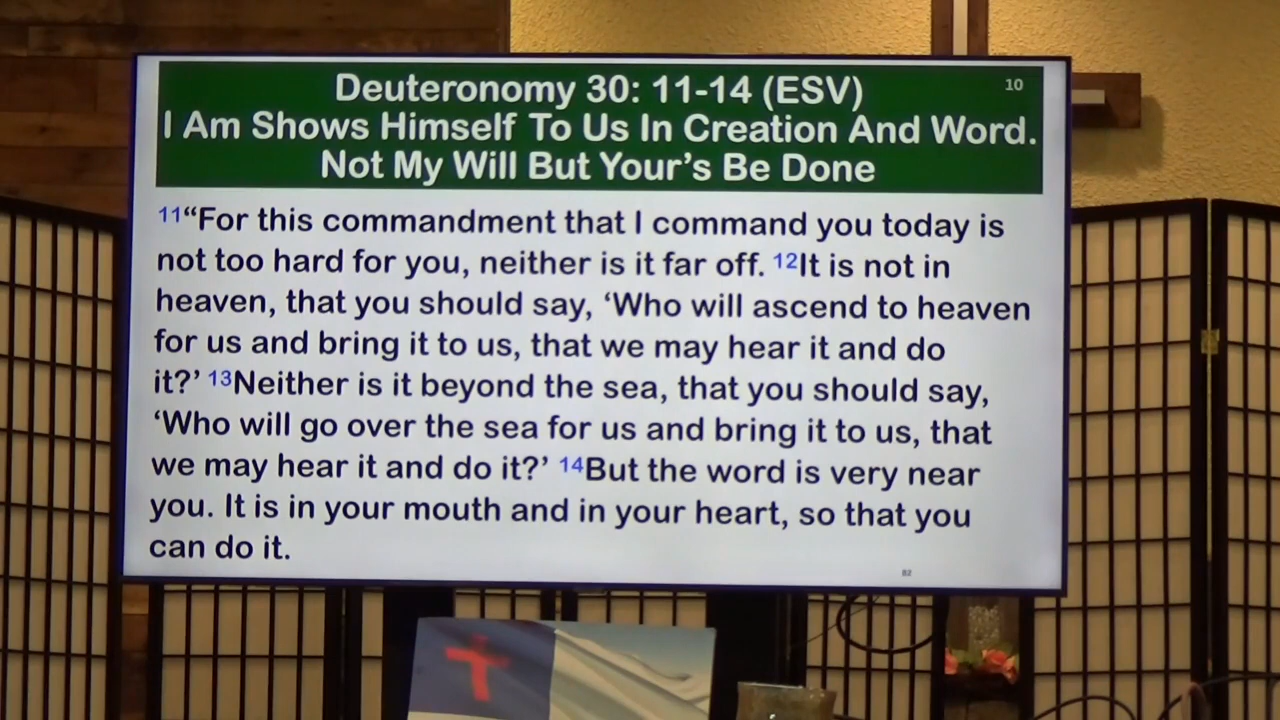 Deuteronomy 30: 11-14 (ESV)
10
I Am Shows Himself To Us In Creation And Word.
Not My Will But Your's Be Done
11“For this commandment that I command you today is
not too hard for you, neither is it far off. 12It is not in
heaven, that you should say, ‘Who will ascend to heaven
for us and bring it to us, that we may hear it and do
it?’ 13Neither is it beyond the sea, that you should say,
‘Who will go over the sea for us and bring it to us, that
we may hear it and do it?’ 14But the word is very near
you. It is in your mouth and in your heart, so that you
can do it.
82